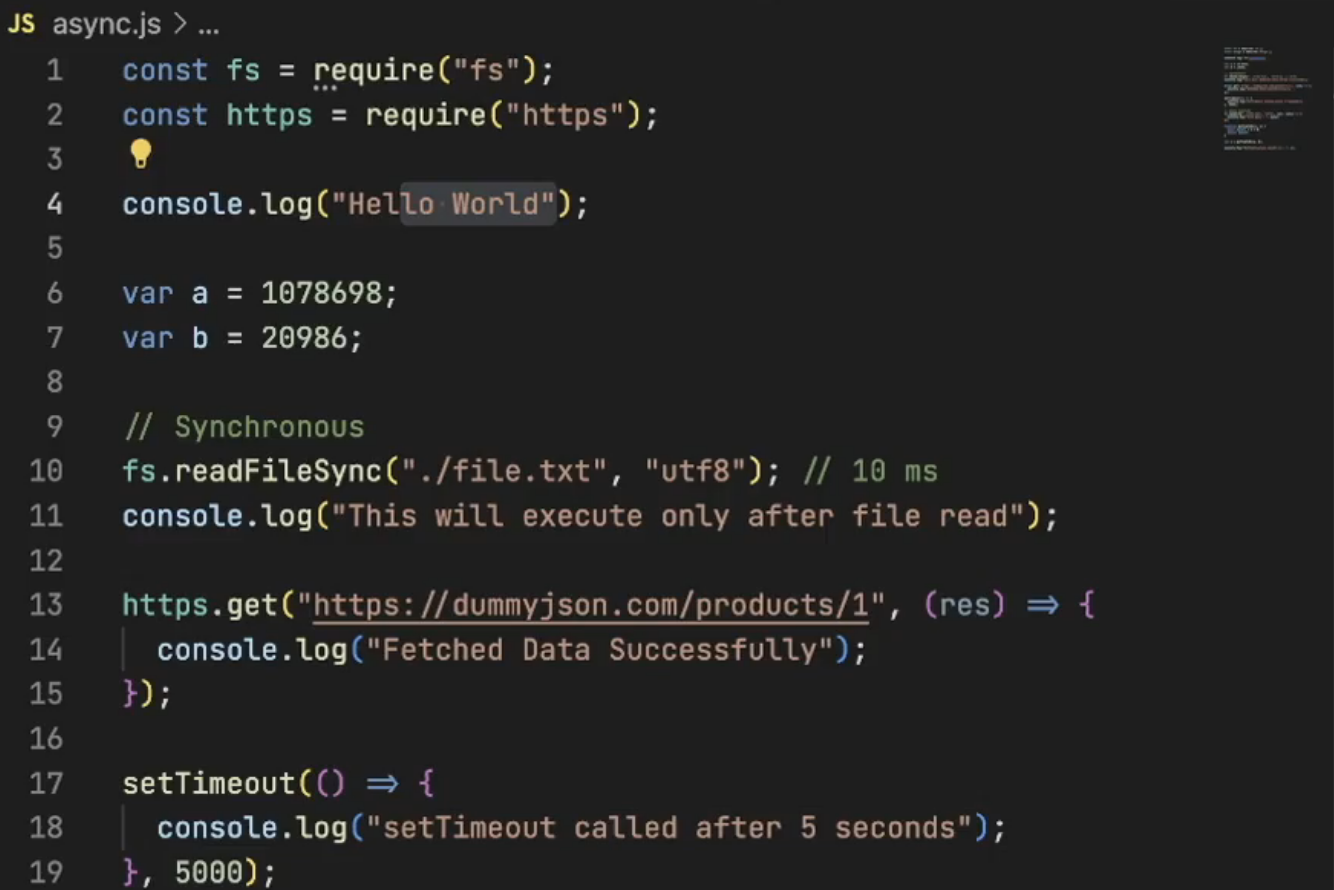 JS async.js > ...
1 const fs = require("fs");
2 const https = require("https");
3
4 console.log("Hello World");
5
6 var a = 1078698;
7 var b = 20986;
8
9 // Synchronous
10 fs.readFileSync("./file.txt", "utf8"); // 10 ms
11 console.log("This will execute only after file read");
12
13 https.get("https://dummyjson.com/products/1", (res) => {
14   console.log("Fetched Data Successfully");
15 });
16
17 setTimeout(() => {
18   console.log("setTimeout called after 5 seconds");
19 }, 5000);